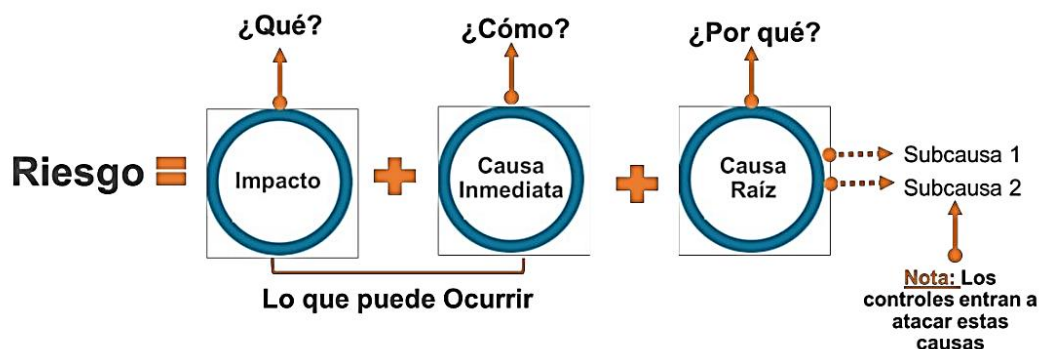 ¿Qué?
¿Cómo?
¿Por qué?
Riesgo =
Impacto
+
Causa
Inmediata
+
Causa
Raíz
Subcausa 1
Subcausa 2
Lo que puede Ocurrir
Nota: Los
controles entran a
atacar estas
causas